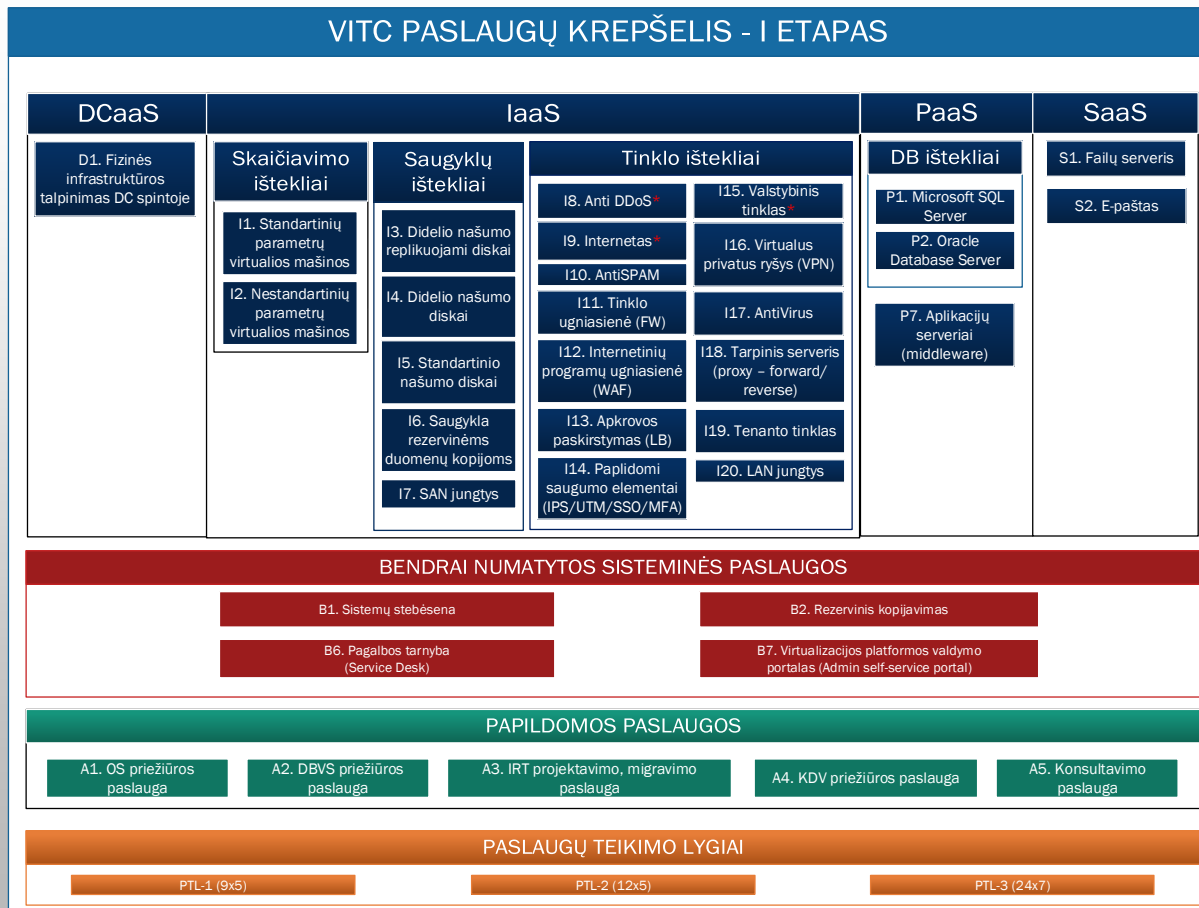 VITC PASLAUGŲ KREPŠELIS - I ETAPAS
DCaaS
IaaS
PaaS
SaaS
D1. Fizinės
infrastruktūros
talpinimas DC spintoje
Skaičiavimo
ištekliai
I1. Standartinių
parametrų
virtualios mašinos
I2. Nestandartinių
parametrų
virtualios mašinos
Saugyklų
ištekliai
I3. Didelio našumo
replikuojami diskai
I4. Didelio našumo
diskai
I5. Standartinio
našumo diskai
I6. Saugykla
rezervinėms
duomenų kopijoms
I7. SAN jungtys
Tinklo ištekliai
I8. Anti DDoS*
I9. Internetas*
I10. AntiSPAM
I11. Tinklo
ugniasienė (FW)
I12. Internetinių
programų ugniasienė
(WAF)
I13. Apkrovos
paskirstymas (LB)
I14. Paplidomi
saugumo elementai
(IPS/UTM/SSO/MFA)
I15. Valstybinis
tinklas*
I16. Virtualus
privatus ryšys (VPN)
I17. AntiVirus
I18. Tarpinis serveris
(proxy – forward/
reverse)
I19. Tenanto tinklas
I20. LAN jungtys
DB ištekliai
P1. Microsoft SQL
Server
P2. Oracle
Database Server
P7. Aplikacijų
serveriai
(middleware)
S1. Failų serveris
S2. E-paštas
BENDRAI NUMATYTOS SISTEMINĖS PASLAUGOS
B1. Sistemų stebėsena
B2. Rezervinis kopijavimas
B6. Pagalbos tarnyba
(Service Desk)
B7. Virtualizacijos platformos valdymo
portalas (Admin self-service portal)
PAPILDOMOS PASLAUGOS
A1. OS priežiūros
paslauga
A2. DBVS priežiūros
paslauga
A3. IRT projektavimo, migravimo
paslauga
A4. KDV priežiūros paslauga
A5. Konsultavimo
paslauga
PASLAUGŲ TEIKIMO LYGIAI
PTL-1 (9x5)
PTL-2 (12x5)
PTL-3 (24x7)